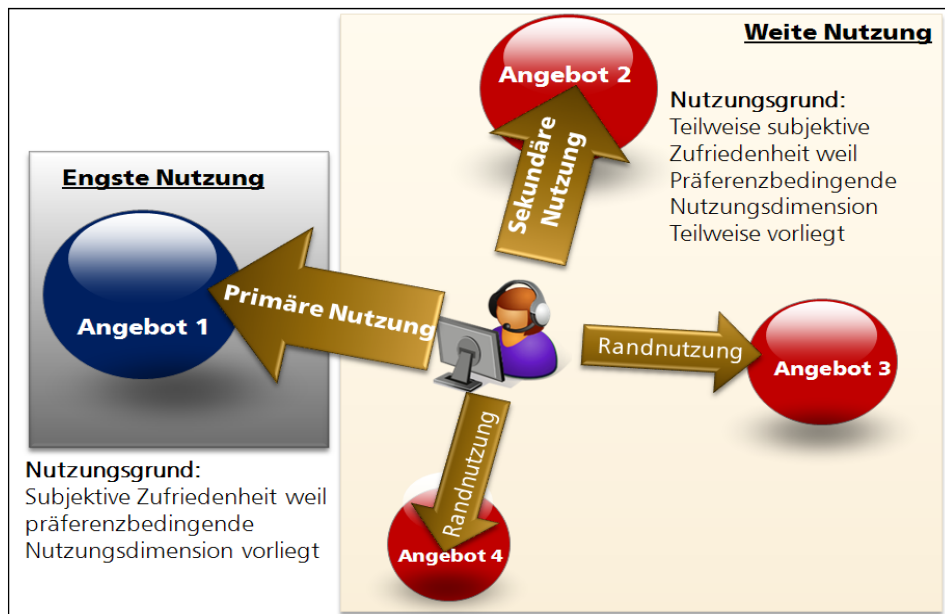 Weite Nutzung
Angebot 2
Nutzungsgrund:
Teilweise subjektive
Zufriedenheit weil
Präferenzbedingende
Nutzungsdimension
Teilweise vorliegt
Sekundäre
Nutzung
Engste Nutzung
Angebot 1
Primäre Nutzung
Randnutzung
Angebot 3
Randnutzung
Angebot 4
Nutzungsgrund:
Subjektive Zufriedenheit weil
präferenzbedingende
Nutzungsdimension vorliegt